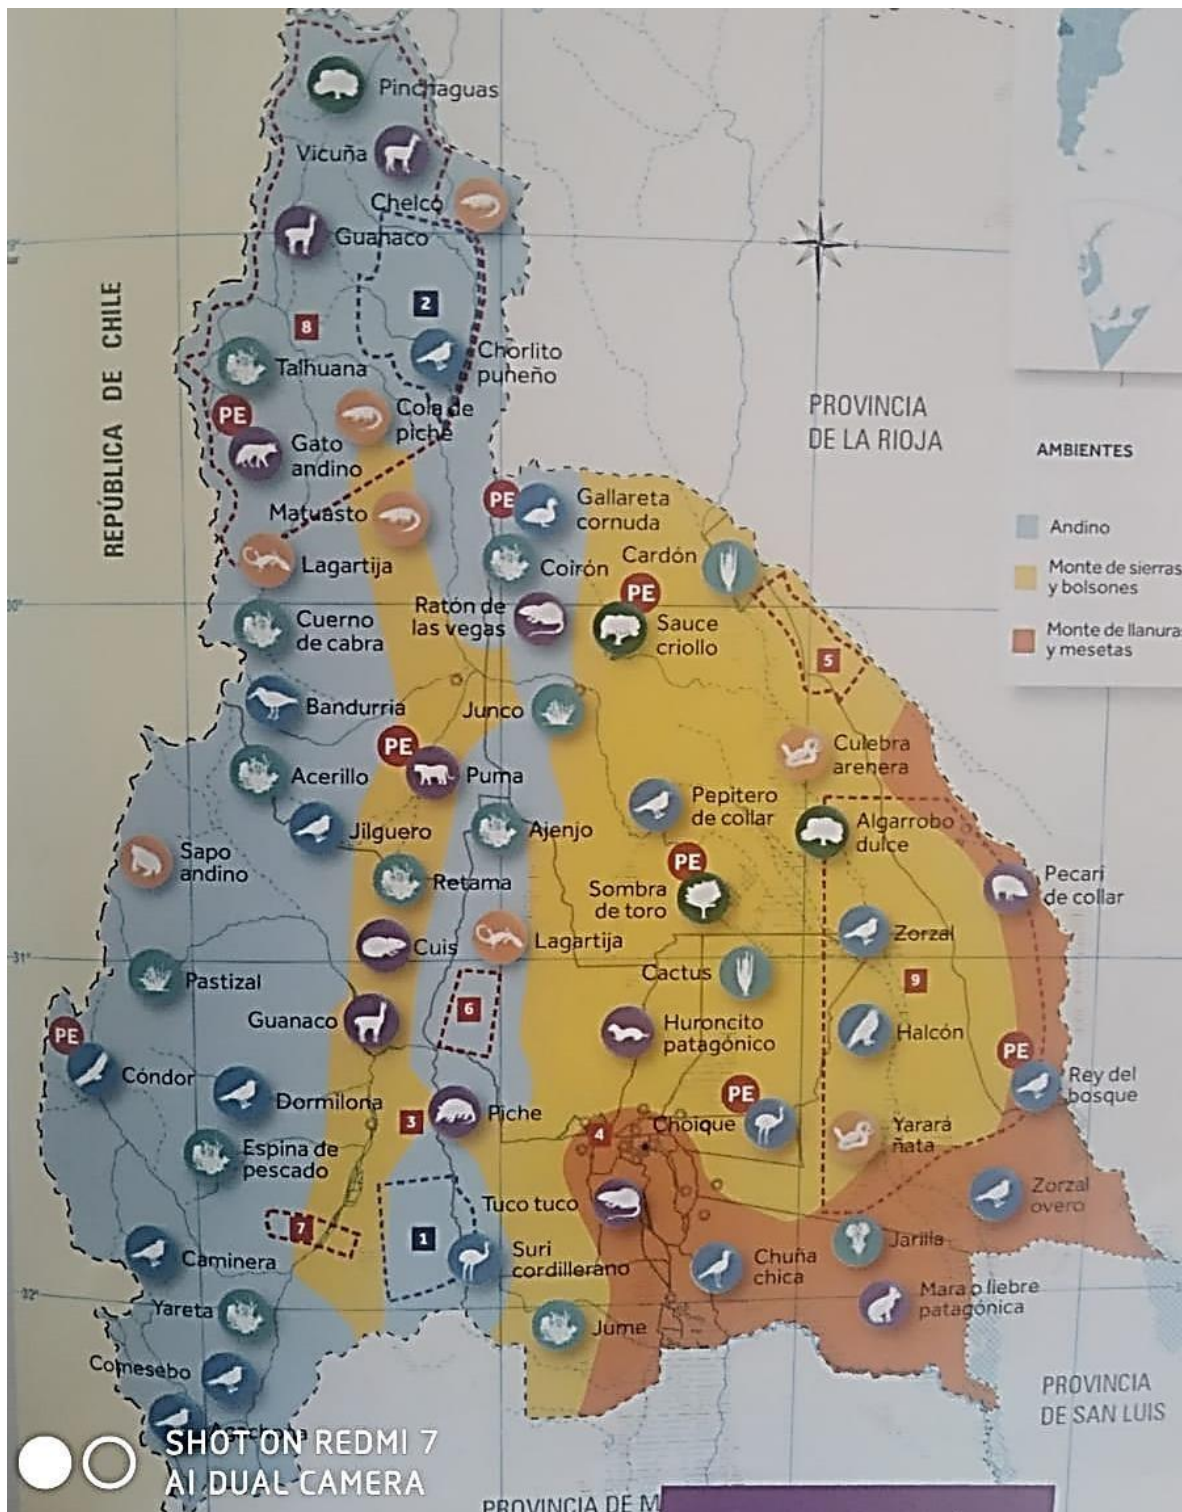 Pinchaguas
Vicuña
Chelco
Guanaco
REPÚBLICA DE CHILE
2
8
Chorlito
puneño
Talhuana
PE
Cola de
piche
Gato
andino
PROVINCIA
DE LA RIOJA
AMBIENTES
Andino
Monte de sierras
y bolsones
Monte de llanuras
y mesetas
PE
Gallareta
cornuda
Matuasto
Lagartija
Coirón
Cardón
PE
Ratón de
las vegas
Sauce
criollo
Cuerno
de cabra
5
Bandurria
Junco
PE
Culebra
arenera
Acerillo
Puma
Pepitero
de collar
Jilguero
Ajenjo
Algarrobo
dulce
Sapo
andino
PE
Retama
Sombra
de toro
Pecari
de collar
Cuis
Lagartija
Zorzal
31°
Pastizal
Cactus
9
6
Guanaco
Huroncito
patagónico
Halcón
PE
PE
Cóndor
Dormilona
Rey del
bosque
PE
3
Piche
4
Choique
Yarará
ñata
Espina de
pescado
Tuco tuco
Zorzal
overo
7
1
Suri
cordillerano
Jarilla
Caminera
Chuña
chica
32°
Yareta
Mara o liebre
patagónica
Jume
Comesebo
PROVINCIA
DE SAN LUIS
SHOT ON REDMI 7
AI DUAL CAMERA
PROVINCIA DE M